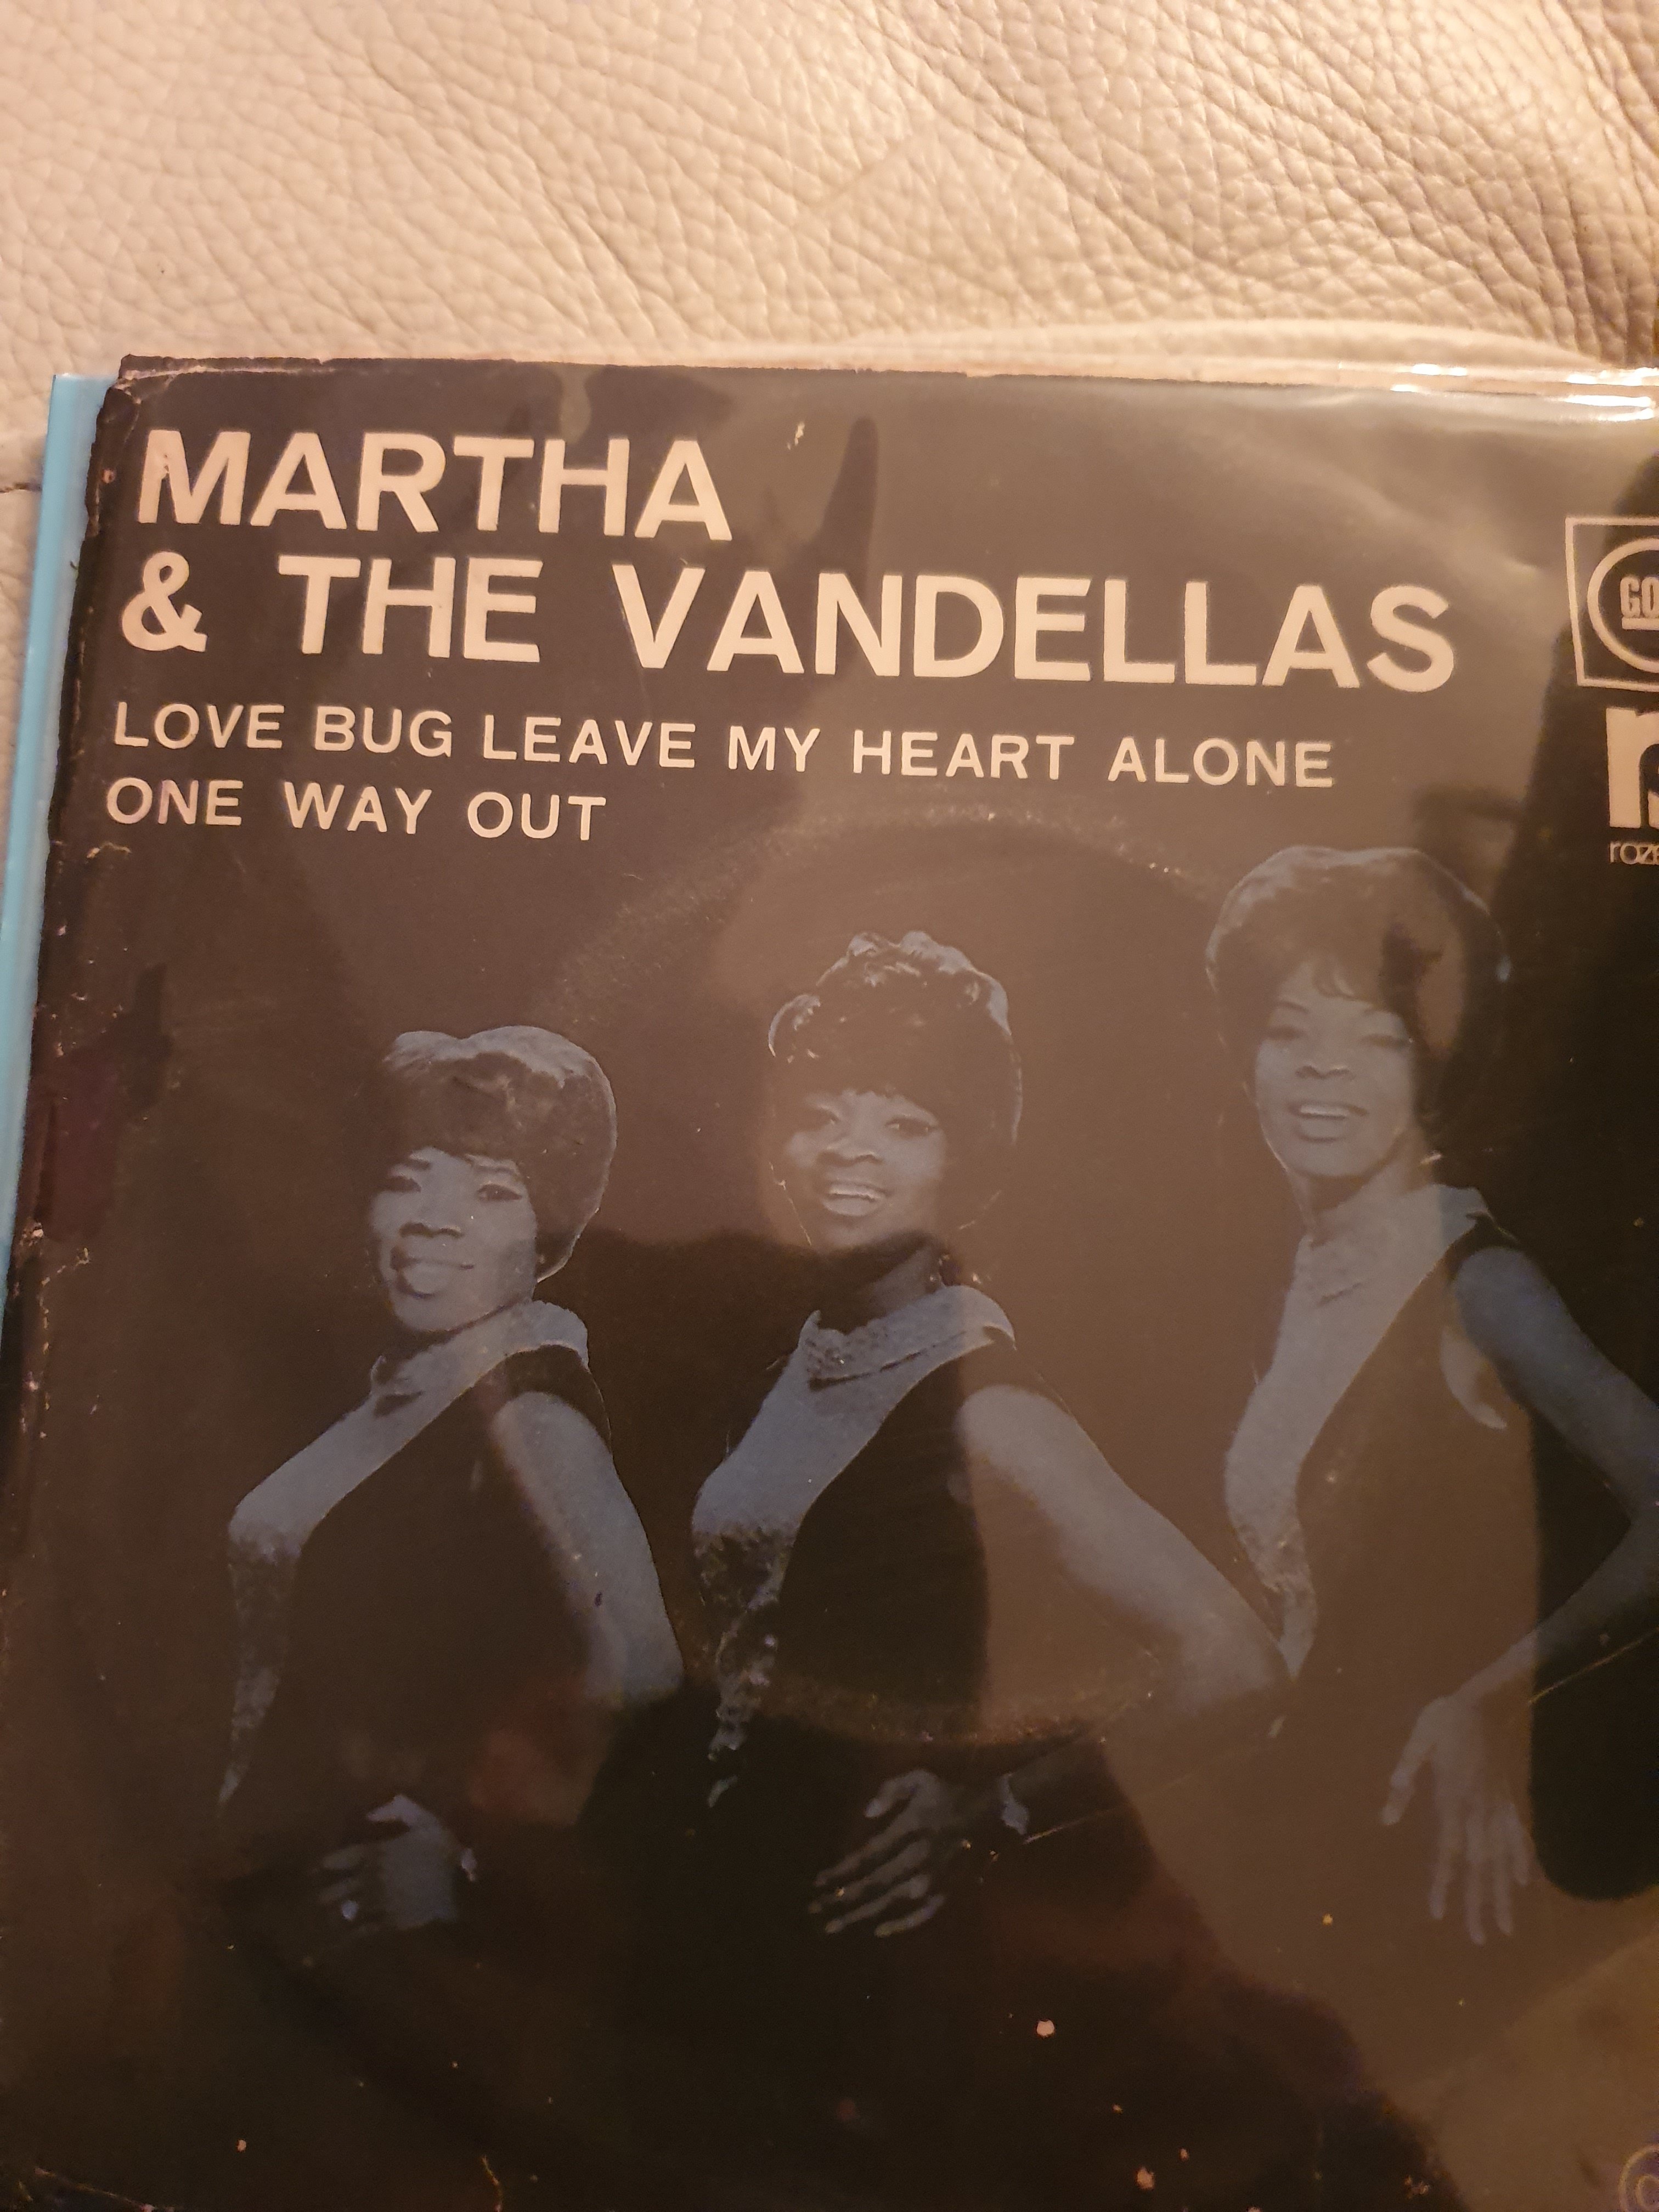 MARTHA
& THE VANDELLAS
LOVE BUG LEAVE MY HEART ALONE
ONE WAY OUT